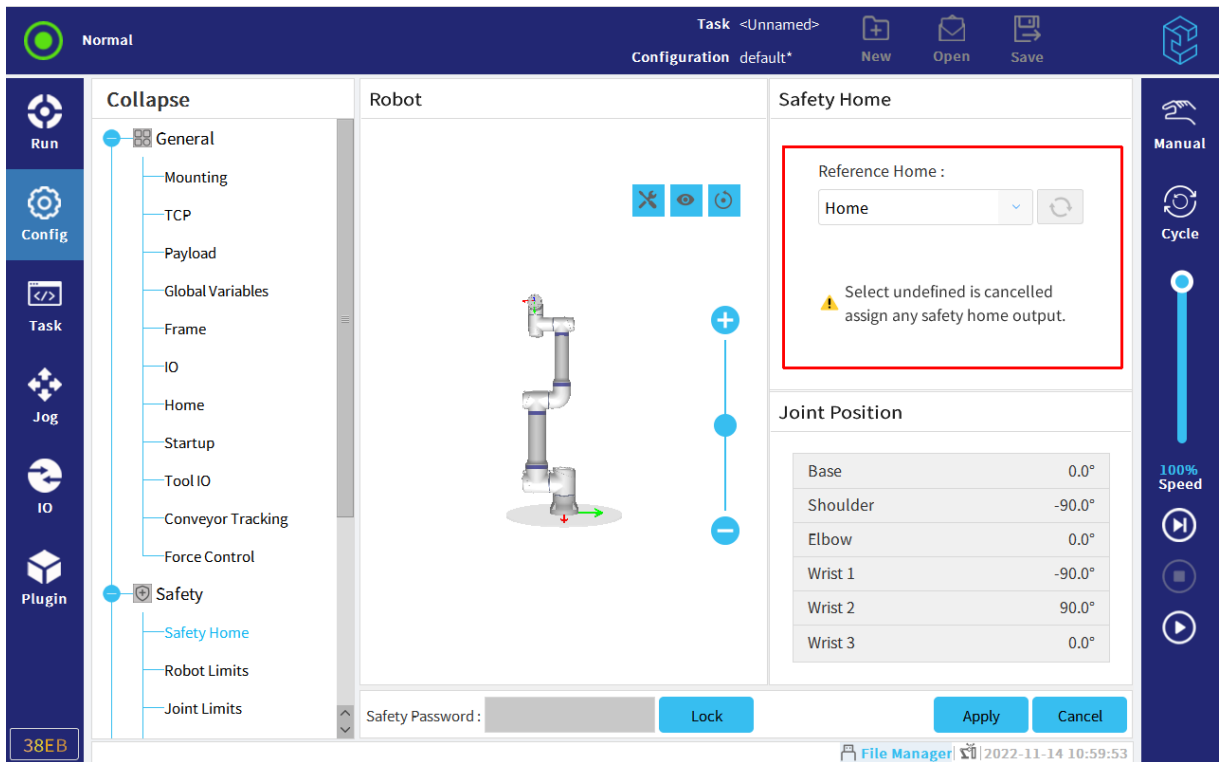 Normal
Task <Unnamed>
Configuration default*
New
Open
Save
Run
Config
Task
Jog
IO
Plugin
38EB
Collapse
General
Mounting
TCP
Payload
Global Variables
Frame
IO
Home
Startup
Tool IO
Conveyor Tracking
Force Control
Safety
Safety Home
Robot Limits
Joint Limits
Robot
Safety Home
Reference Home :
Home
Select undefined is cancelled
assign any safety home output.
Joint Position
Base 0.0°
Shoulder -90.0°
Elbow 0.0°
Wrist 1 -90.0°
Wrist 2 90.0°
Wrist 3 0.0°
Safety Password :
Lock
Apply
Cancel
File Manager
2022-11-14 10:59:53
Manual
Cycle
100%
Speed